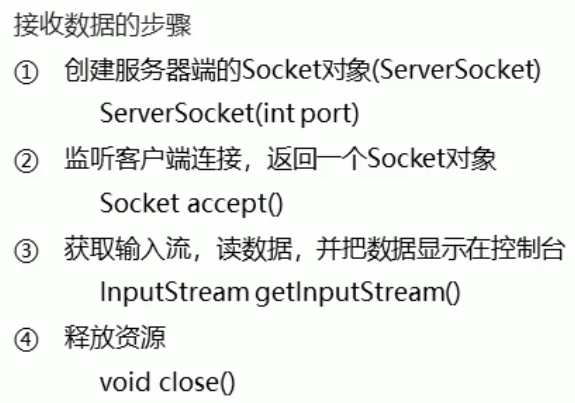 接收数据的步骤
① 创建服务器端的Socket对象(ServerSocket)
ServerSocket(int port)
② 监听客户端连接，返回一个Socket对象
Socket accept()
③ 获取输入流，读数据，并把数据显示在控制台
InputStream getInputStream()
④ 释放资源
void close()